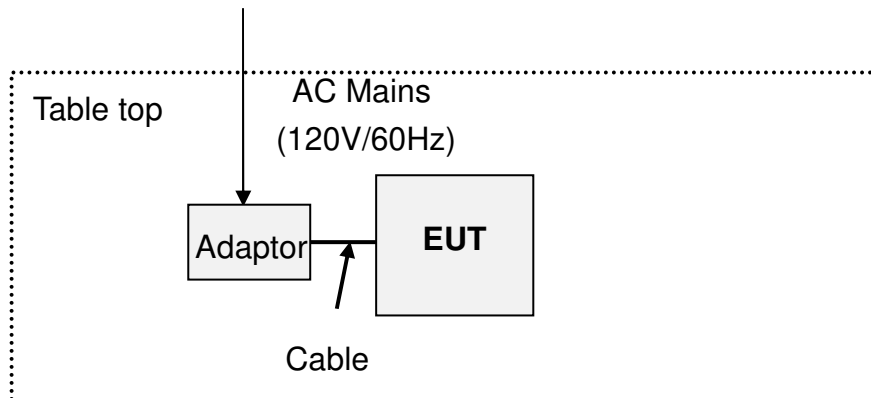 AC Mains
Table top
(120V/60Hz)
Adaptor
EUT
Cable